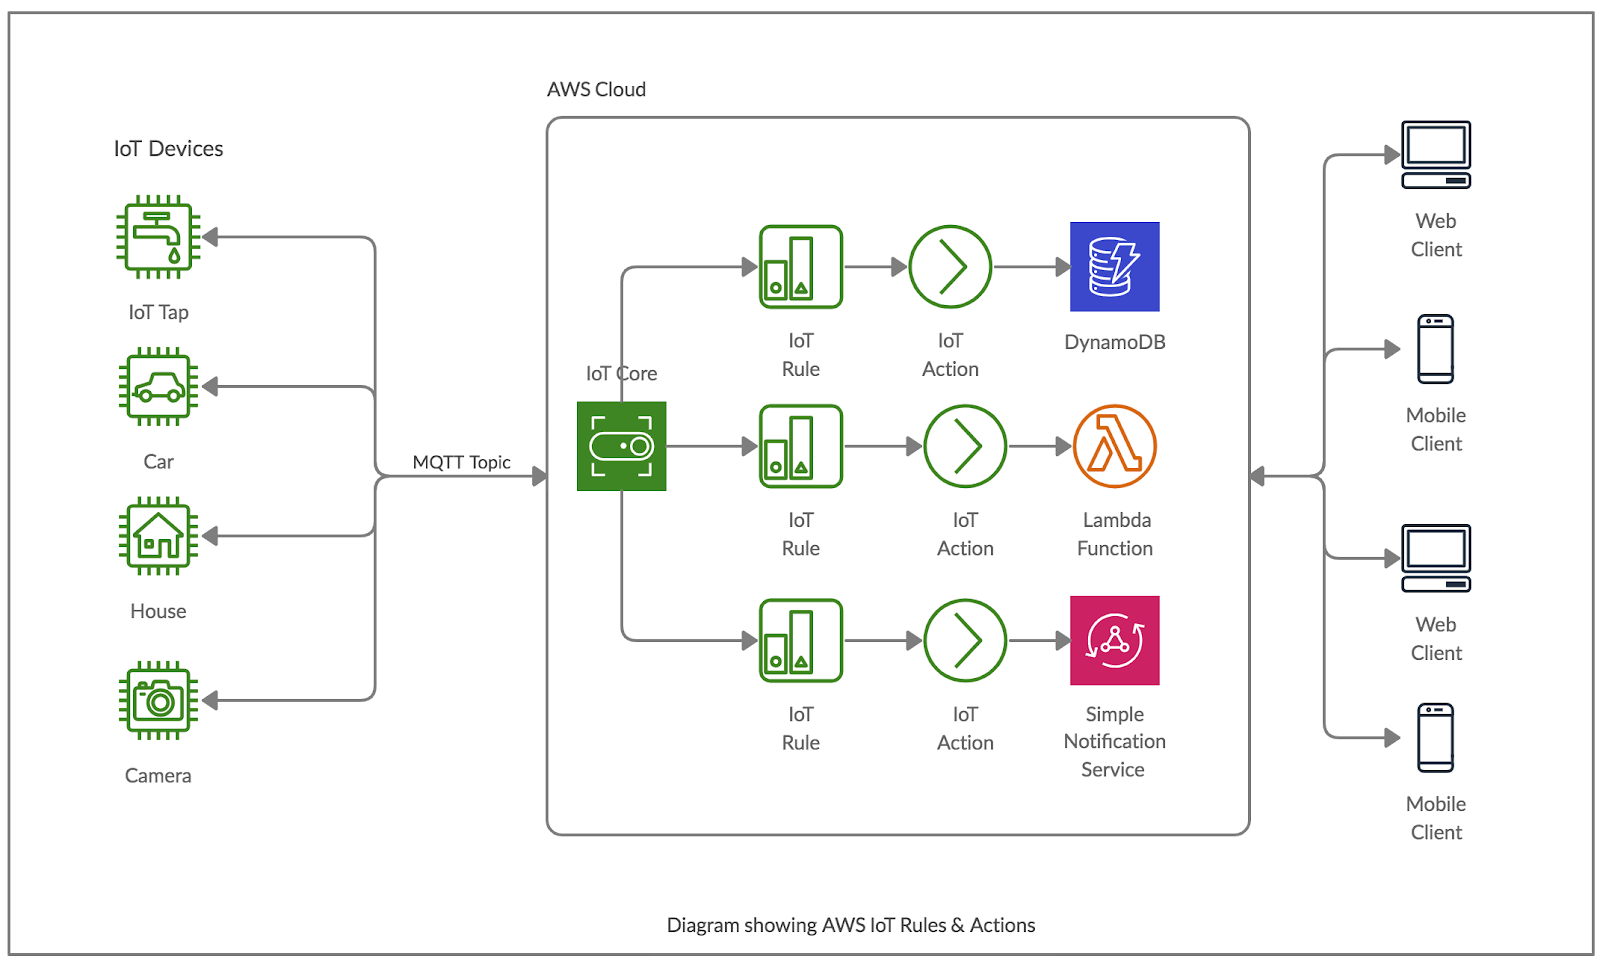 AWS Cloud
IoT Devices
IoT Tap
Car
House
Camera
MQTT Topic
IoT Core
IoT
Rule
IoT
Action
DynamoDB
IoT
Rule
IoT
Action
Lambda
Function
IoT
Rule
IoT
Action
Simple
Notification
Service
Web
Client
Mobile
Client
Web
Client
Mobile
Client
Diagram showing AWS IoT Rules & Actions